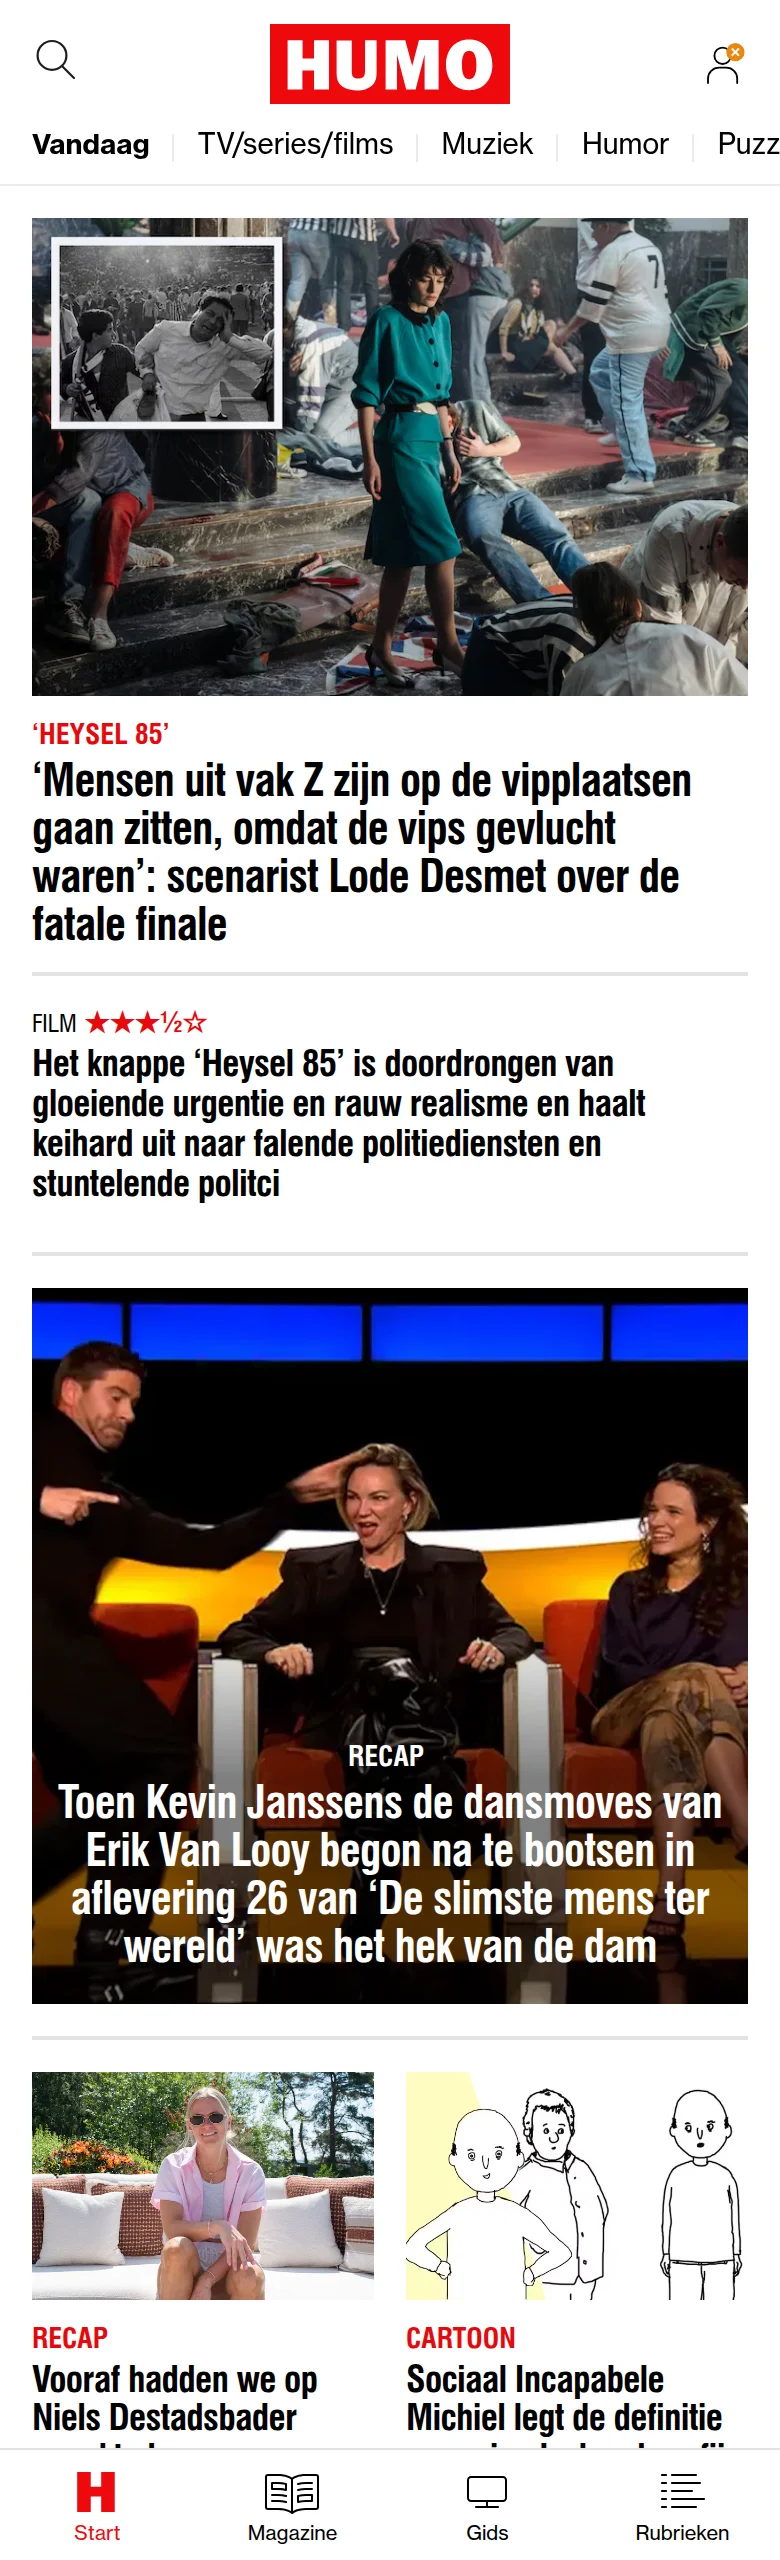 HUMO
Vandaag
TV/series/films
Muziek
Humor
Puzz
7
‘HEYSEL 85’
‘Mensen uit vak Z zijn op de vipplaatsen
gaan zitten, omdat de vips gevlucht
waren’: scenarist Lode Desmet over de
fatale finale
FILM ★★★½☆
Het knappe ‘Heysel 85’ is doordrongen van
gloeiende urgentie en rauw realisme en haalt
keihard uit naar falende politiediensten en
stuntelende politci
RECAP
Toen Kevin Janssens de dansmoves van
Erik Van Looy begon na te bootsen in
aflevering 26 van ‘De slimste mens ter
wereld’ was het hek van de dam
RECAP
Vooraf hadden we op
Niels Destadsbader
CARTOON
Sociaal Incapabele
Michiel legt de definitie
H
Start
Magazine
Gids
Rubrieken